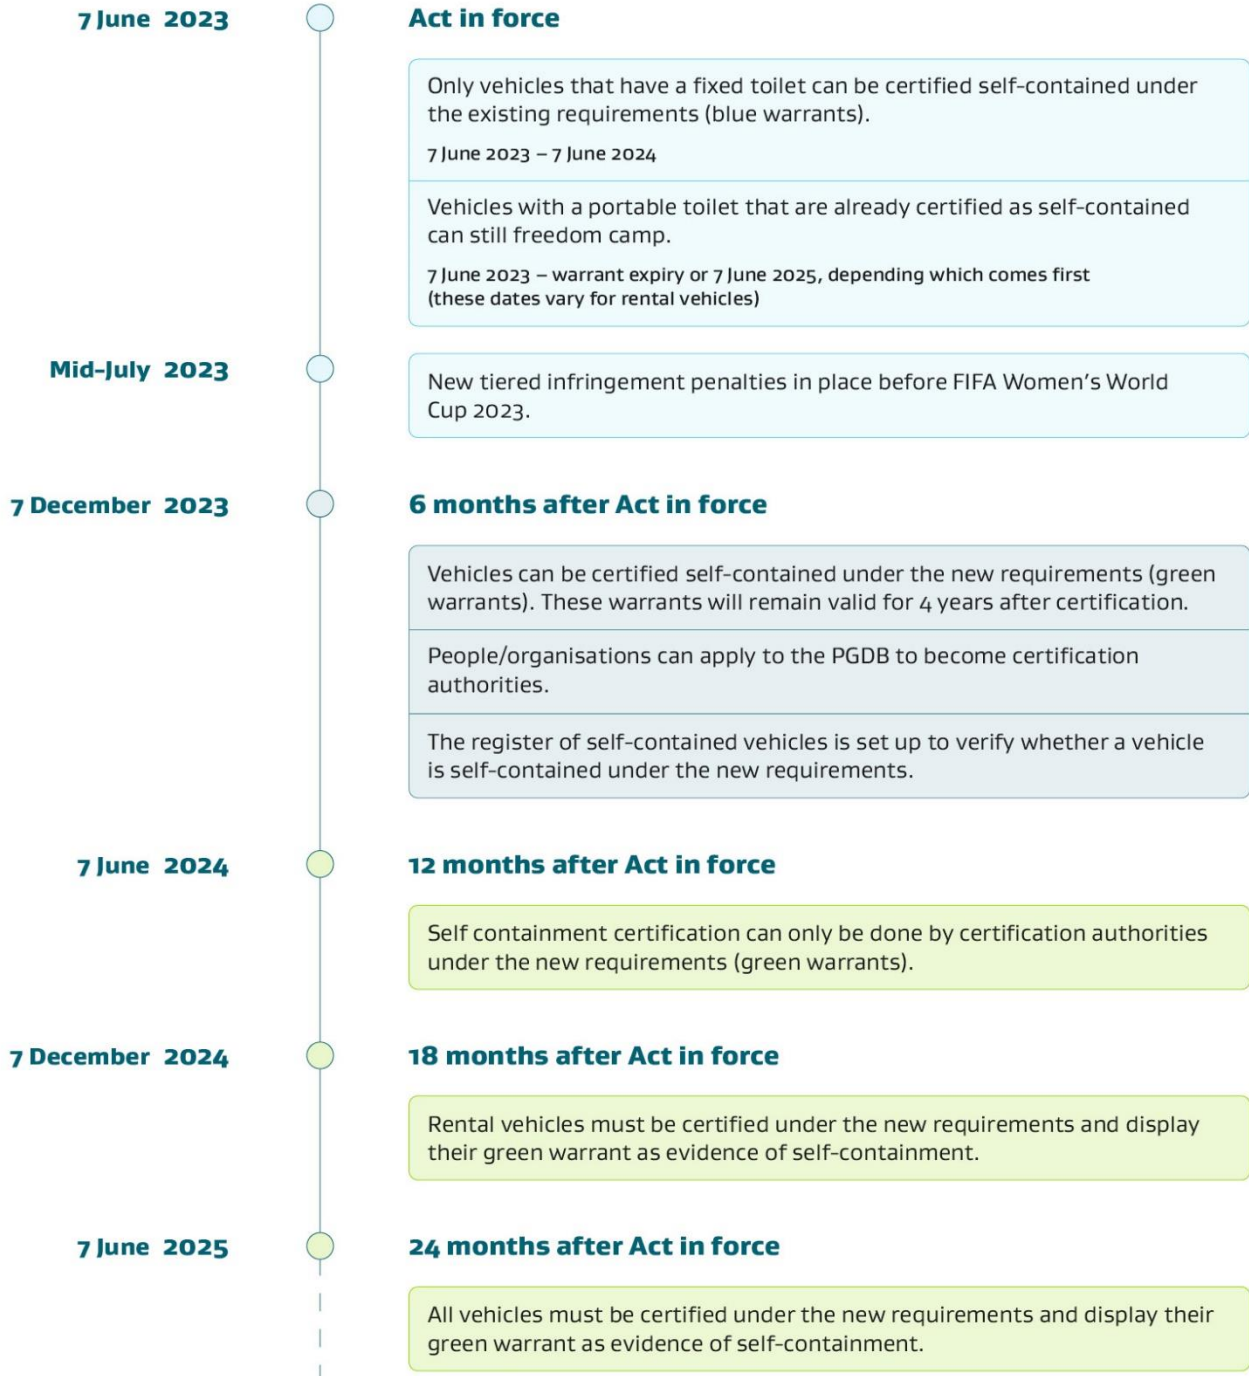 7 June 2023
Act in force
Only vehicles that have a fixed toilet can be certified self-contained under
the existing requirements (blue warrants).
7 June 2023 – 7 June 2024
Vehicles with a portable toilet that are already certified as self-contained
can still freedom camp.
7 June 2023 – warrant expiry or 7 June 2025, depending which comes first
(these dates vary for rental vehicles)
Mid-July 2023
New tiered infringement penalties in place before FIFA Women's World
Cup 2023.
7 December 2023
6 months after Act in force
Vehicles can be certified self-contained under the new requirements (green
warrants). These warrants will remain valid for 4 years after certification.
People/organisations can apply to the PGDB to become certification
authorities.
The register of self-contained vehicles is set up to verify whether a vehicle
is self-contained under the new requirements.
7 June 2024
12 months after Act in force
Self containment certification can only be done by certification authorities
under the new requirements (green warrants).
7 December 2024
18 months after Act in force
Rental vehicles must be certified under the new requirements and display
their green warrant as evidence of self-containment.
7 June 2025
24 months after Act in force
All vehicles must be certified under the new requirements and display their
green warrant as evidence of self-containment.